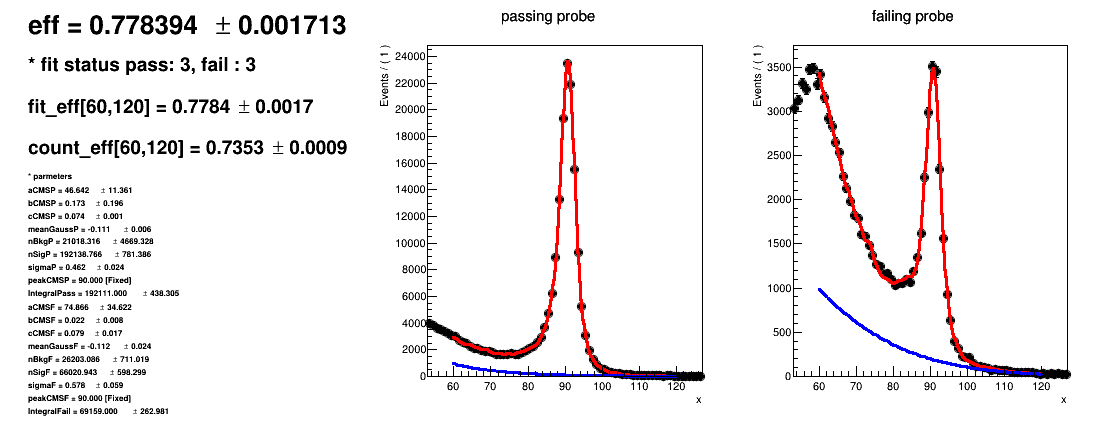 eff = 0.778394 ± 0.001713
* fit status pass: 3, fail : 3
fit_eff[60,120] = 0.7784 ± 0.0017
count_eff[60,120] = 0.7353 ± 0.0009
* parmeters
aCMSP = 46.642 ± 11.361
bCMSP = 0.173 ± 0.196
cCMSP = 0.074 ± 0.001
meanGaussP = -0.111 ± 0.006
nBkgP = 21018.316 ± 4669.328
nSigP = 192138.766 ± 781.386
sigmaP = 0.462 ± 0.024
peakCMSP = 90.000 [Fixed]
IntegralPass = 192111.000 ± 438.305
aCMSF = 74.866 ± 34.622
bCMSF = 0.022 ± 0.008
cCMSF = 0.079 ± 0.017
meanGaussF = -0.112 ± 0.024
nBkgF = 26203.086 ± 711.019
nSigF = 66020.943 ± 598.299
sigmaF = 0.578 ± 0.059
peakCMSF = 90.000 [Fixed]
IntegralFail = 69159.000 ± 262.981
passing probe
Events / ( 1 )
24000
22000
20000
18000
16000
14000
12000
10000
8000
6000
4000
2000
0
60 70 80 90 100 110 120
x
failing probe
Events / ( 1 )
3500
3000
2500
2000
1500
1000
500
0
60 70 80 90 100 110 120
x